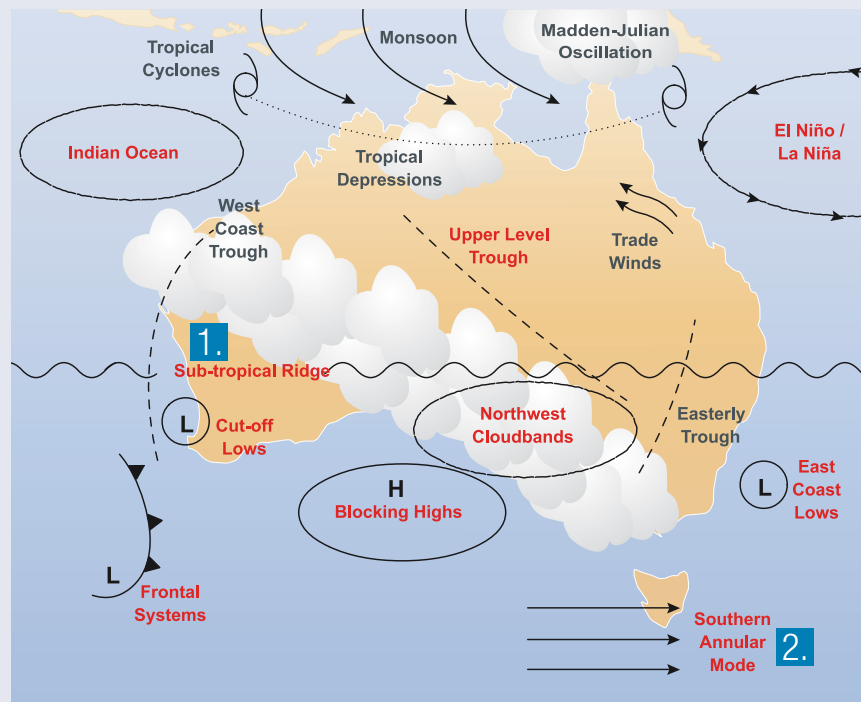 Tropical
Cyclones
Monsoon
Madden-Julian
Oscillation
Indian Ocean
El Niño /
La Niña
Tropical
Depressions
West
Coast
Trough
Upper Level
Trough
Trade
Winds
1.
Sub-tropical Ridge
L
Cut-off
Lows
Northwest
Cloudbands
Easterly
Trough
H
Blocking Highs
L
East
Coast
Lows
L
Frontal
Systems
Southern
Annular
Mode
2.